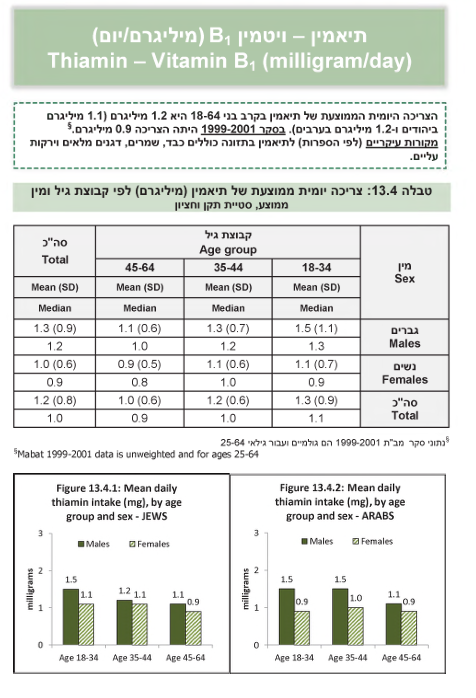 תיאמין – ויטמין B₁ (מיליגרם/יום)
Thiamin – Vitamin B₁ (milligram/day)
הצריכה היומית הממוצעת של תיאמין בקרב בני 18-64 היא 1.2 מיליגרם (1.1 מיליגרם
ביהודים ו-1.2 מיליגרם בערבים). בסקר 1999-2001 היתה הצריכה 0.9 מיליגרם.§
מקורות עיקריים (לפי הספרות) לתיאמין בתזונה כוללים כבד, שמרים, דגנים מלאים וירקות
עליים.
טבלה 13.4: צריכה יומית ממוצעת של תיאמין (מיליגרם) לפי קבוצת גיל ומין
ממוצע, סטיית תקן וחציון
סה"כ קבוצת גיל מין
Total Age group Sex
45-64 35-44 18-34
Mean (SD) Mean (SD) Mean (SD) Mean (SD)
Median Median Median Median
1.3 (0.9) 1.1 (0.6) 1.3 (0.7) 1.5 (1.1) גברים
1.2 1.0 1.2 1.3 Males
1.0 (0.6) 0.9 (0.5) 1.1 (0.6) 1.1 (0.7) נשים
0.9 0.8 1.0 0.9 Females
1.2 (0.8) 1.0 (0.6) 1.2 (0.6) 1.3 (0.9) סה"כ
1.0 0.9 1.0 1.1 Total
§נתוני סקר מב"ת 1999-2001 הם גולמיים ועבור גילאי 25-64
§Mabat 1999-2001 data is unweighted and for ages 25-64
Figure 13.4.1: Mean daily
thiamin intake (mg), by age
group and sex - JEWS
Males Females
milligrams
3
2
1
0
1.5 1.1 1.2 1.1 1.1 0.9
Age 18-34 Age 35-44 Age 45-64
Figure 13.4.2: Mean daily
thiamin intake (mg), by age
group and sex - ARABS
Males Females
milligrams
3
2
1
0
1.5 0.9 1.5 1.0 1.1 0.9
Age 18-34 Age 35-44 Age 45-64